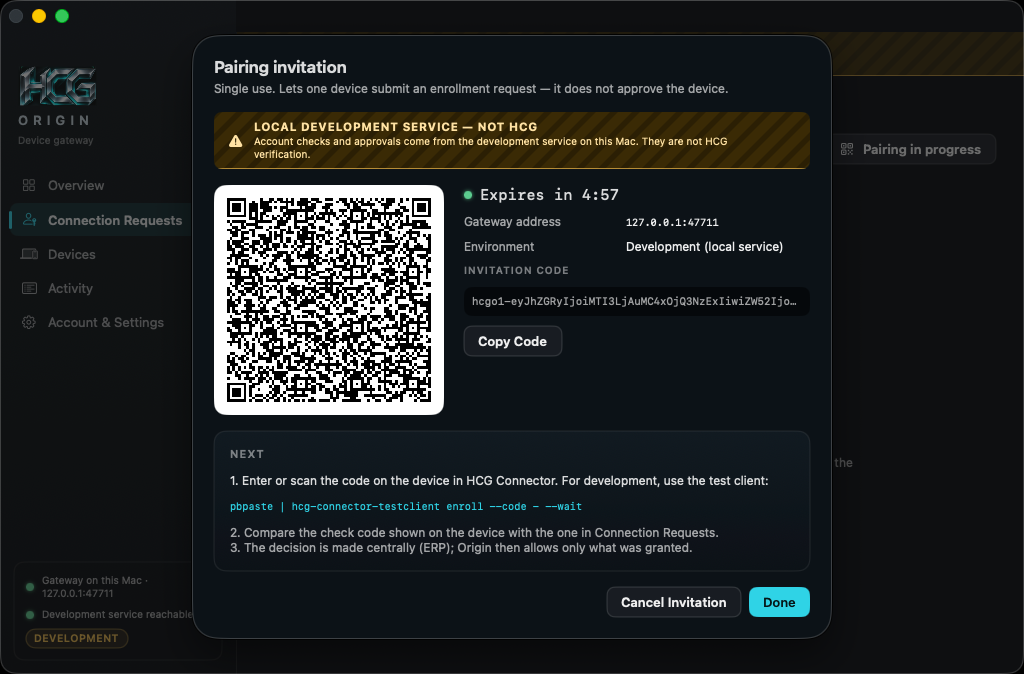 HCG
ORIGIN
Device gateway
Overview
Connection Requests
Devices
Activity
Account & Settings
Gateway on this Mac ·
127.0.0.1:47711
Development service reachable
DEVELOPMENT
Pairing invitation
Single use. Lets one device submit an enrollment request — it does not approve the device.
LOCAL DEVELOPMENT SERVICE — NOT HCG
Account checks and approvals come from the development service on this Mac. They are not HCG
verification.
Expires in 4:57
Gateway address 127.0.0.1:47711
Environment Development (local service)
INVITATION CODE
hcgo1-eyJhZGRyIjoiMTI3LjAuMC4xOjQ3NzExIiwiZW52Ijo…
Copy Code
NEXT
1. Enter or scan the code on the device in HCG Connector. For development, use the test client:
pbpaste | hcg-connector-testclient enroll --code - --wait
2. Compare the check code shown on the device with the one in Connection Requests.
3. The decision is made centrally (ERP); Origin then allows only what was granted.
Cancel Invitation
Done
Pairing in progress
the